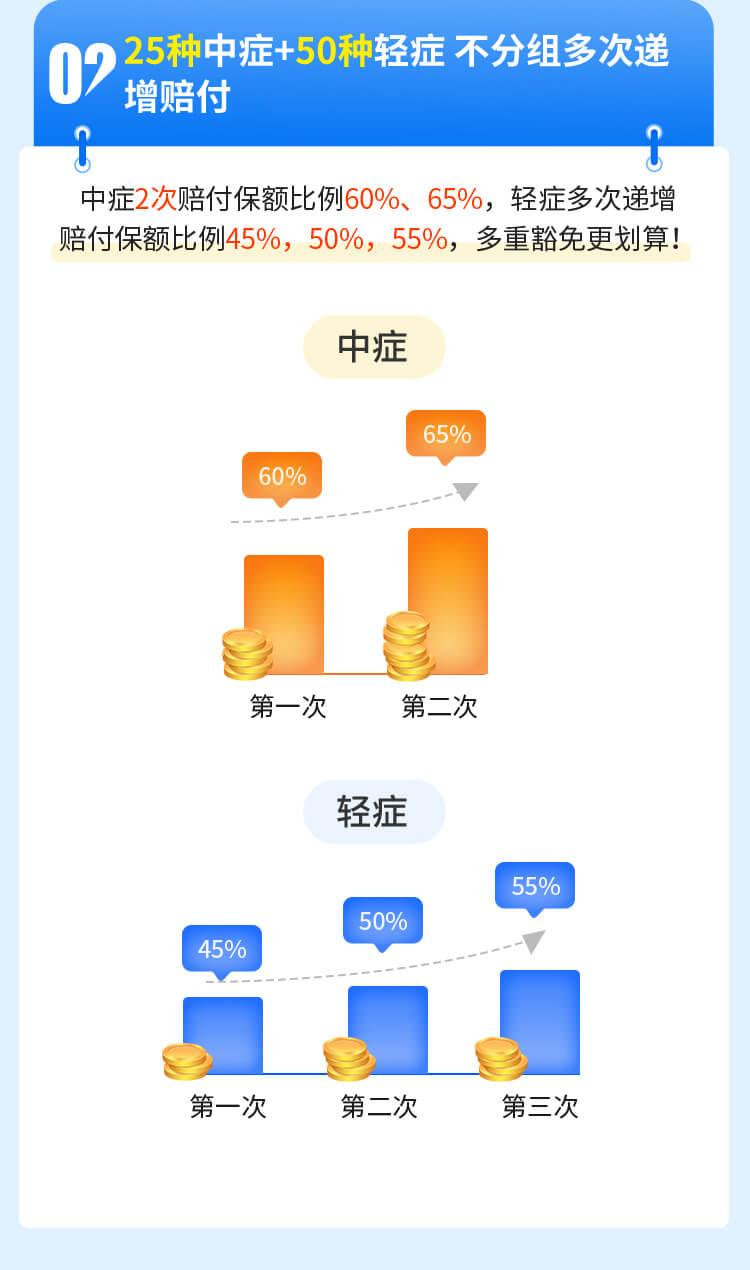 02
25种中症+50种轻症 不分组多次递
增赔付
中症2次赔付保额比例60%、65%，轻症多次递增
赔付保额比例45%，50%，55%，多重豁免更划算！
中症
65%
60%
第一次 第二次
轻症
55%
50%
45%
第一次 第二次 第三次